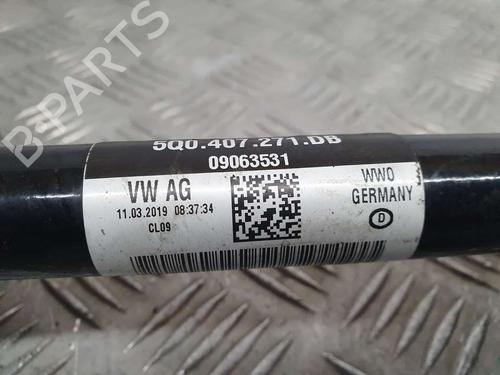 B-PARTS
5Q0.407.271.DB
09063531
VW AG
11.03.2019 08:37:34
CL09
WWO
GERMANY
D